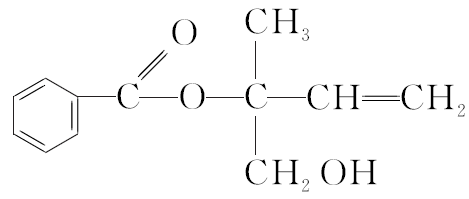 O CH₃
C—O—C—CH=CH₂
CH₂ OH